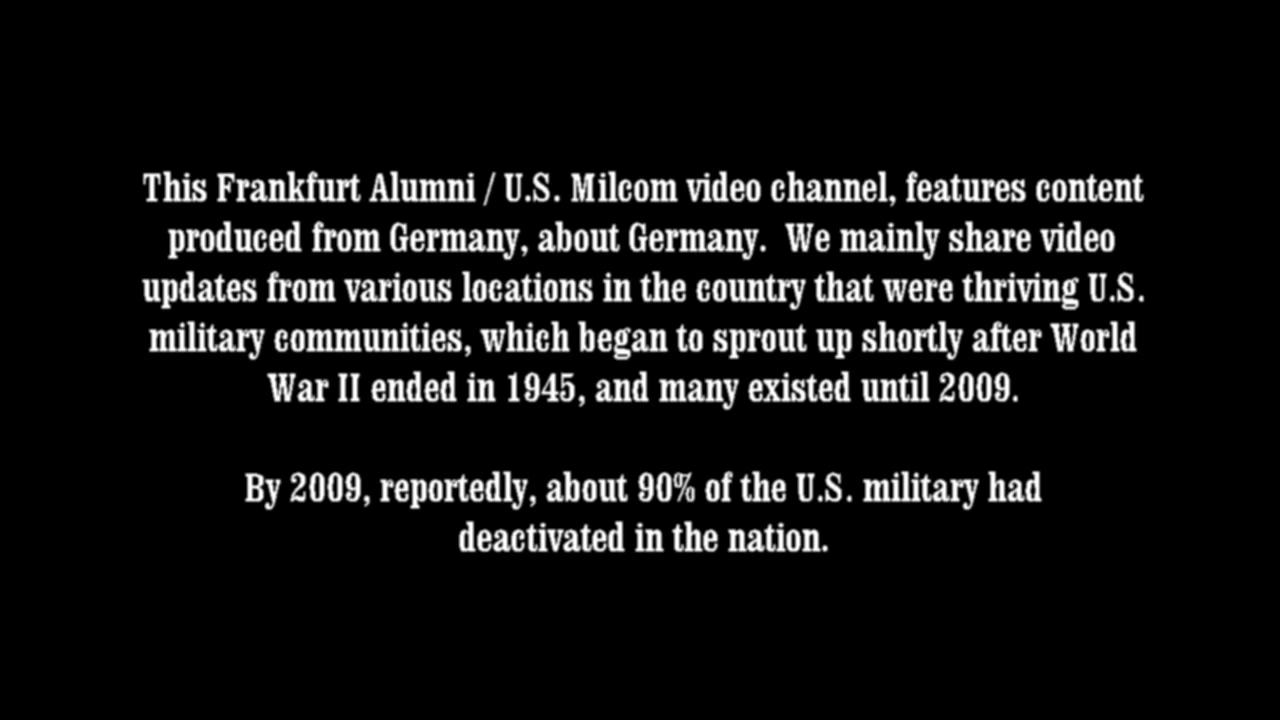 This Frankfurt Alumni / U.S. Milcom video channel, features content
produced from Germany, about Germany.  We mainly share video
updates from various locations in the country that were thriving U.S.
military communities, which began to sprout up shortly after World
War II ended in 1945, and many existed until 2009.
By 2009, reportedly, about 90% of the U.S. military had
deactivated in the nation.